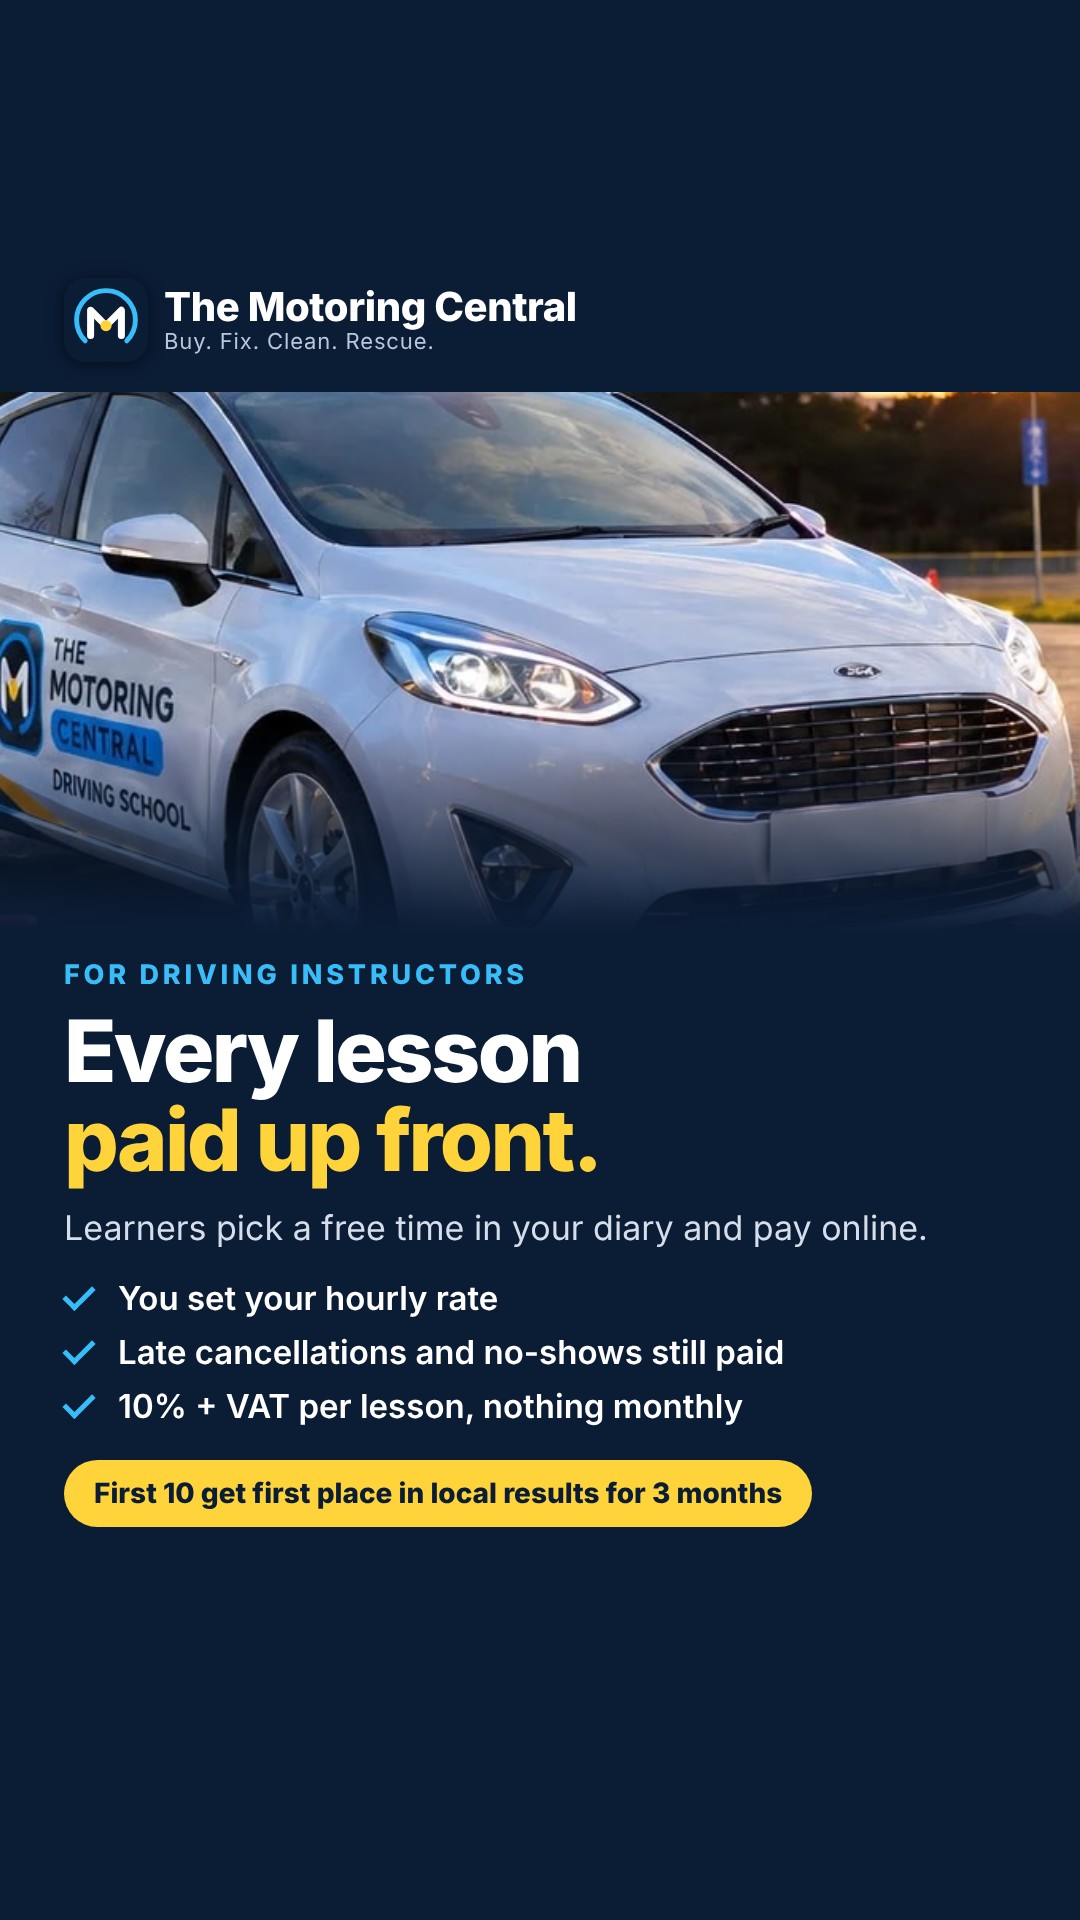 The Motoring Central
Buy. Fix. Clean. Rescue.
THE
MOTORING
CENTRAL
DRIVING SCHOOL
FOR DRIVING INSTRUCTORS
Every lesson
paid up front.
Learners pick a free time in your diary and pay online.
You set your hourly rate
Late cancellations and no-shows still paid
10% + VAT per lesson, nothing monthly
First 10 get first place in local results for 3 months